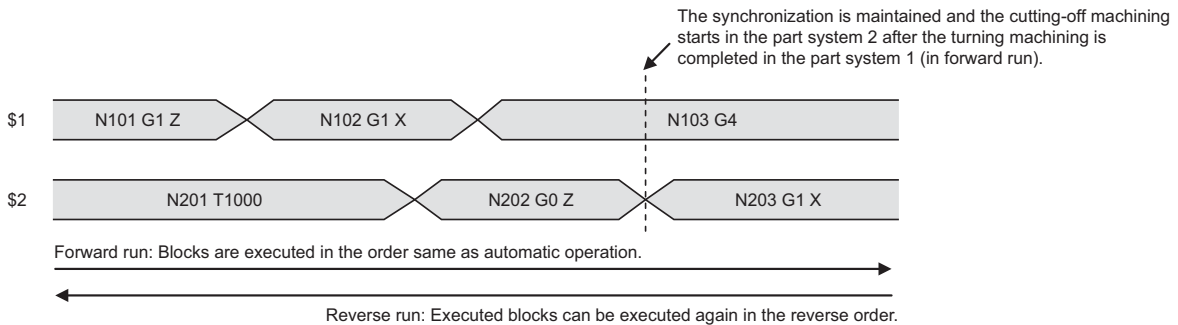 The synchronization is maintained and the cutting-off machining
starts in the part system 2 after the turning machining is
completed in the part system 1 (in forward run).
$1 N101 G1 Z N102 G1 X N103 G4
$2 N201 T1000 N202 G0 Z N203 G1 X
Forward run: Blocks are executed in the order same as automatic operation.
Reverse run: Executed blocks can be executed again in the reverse order.